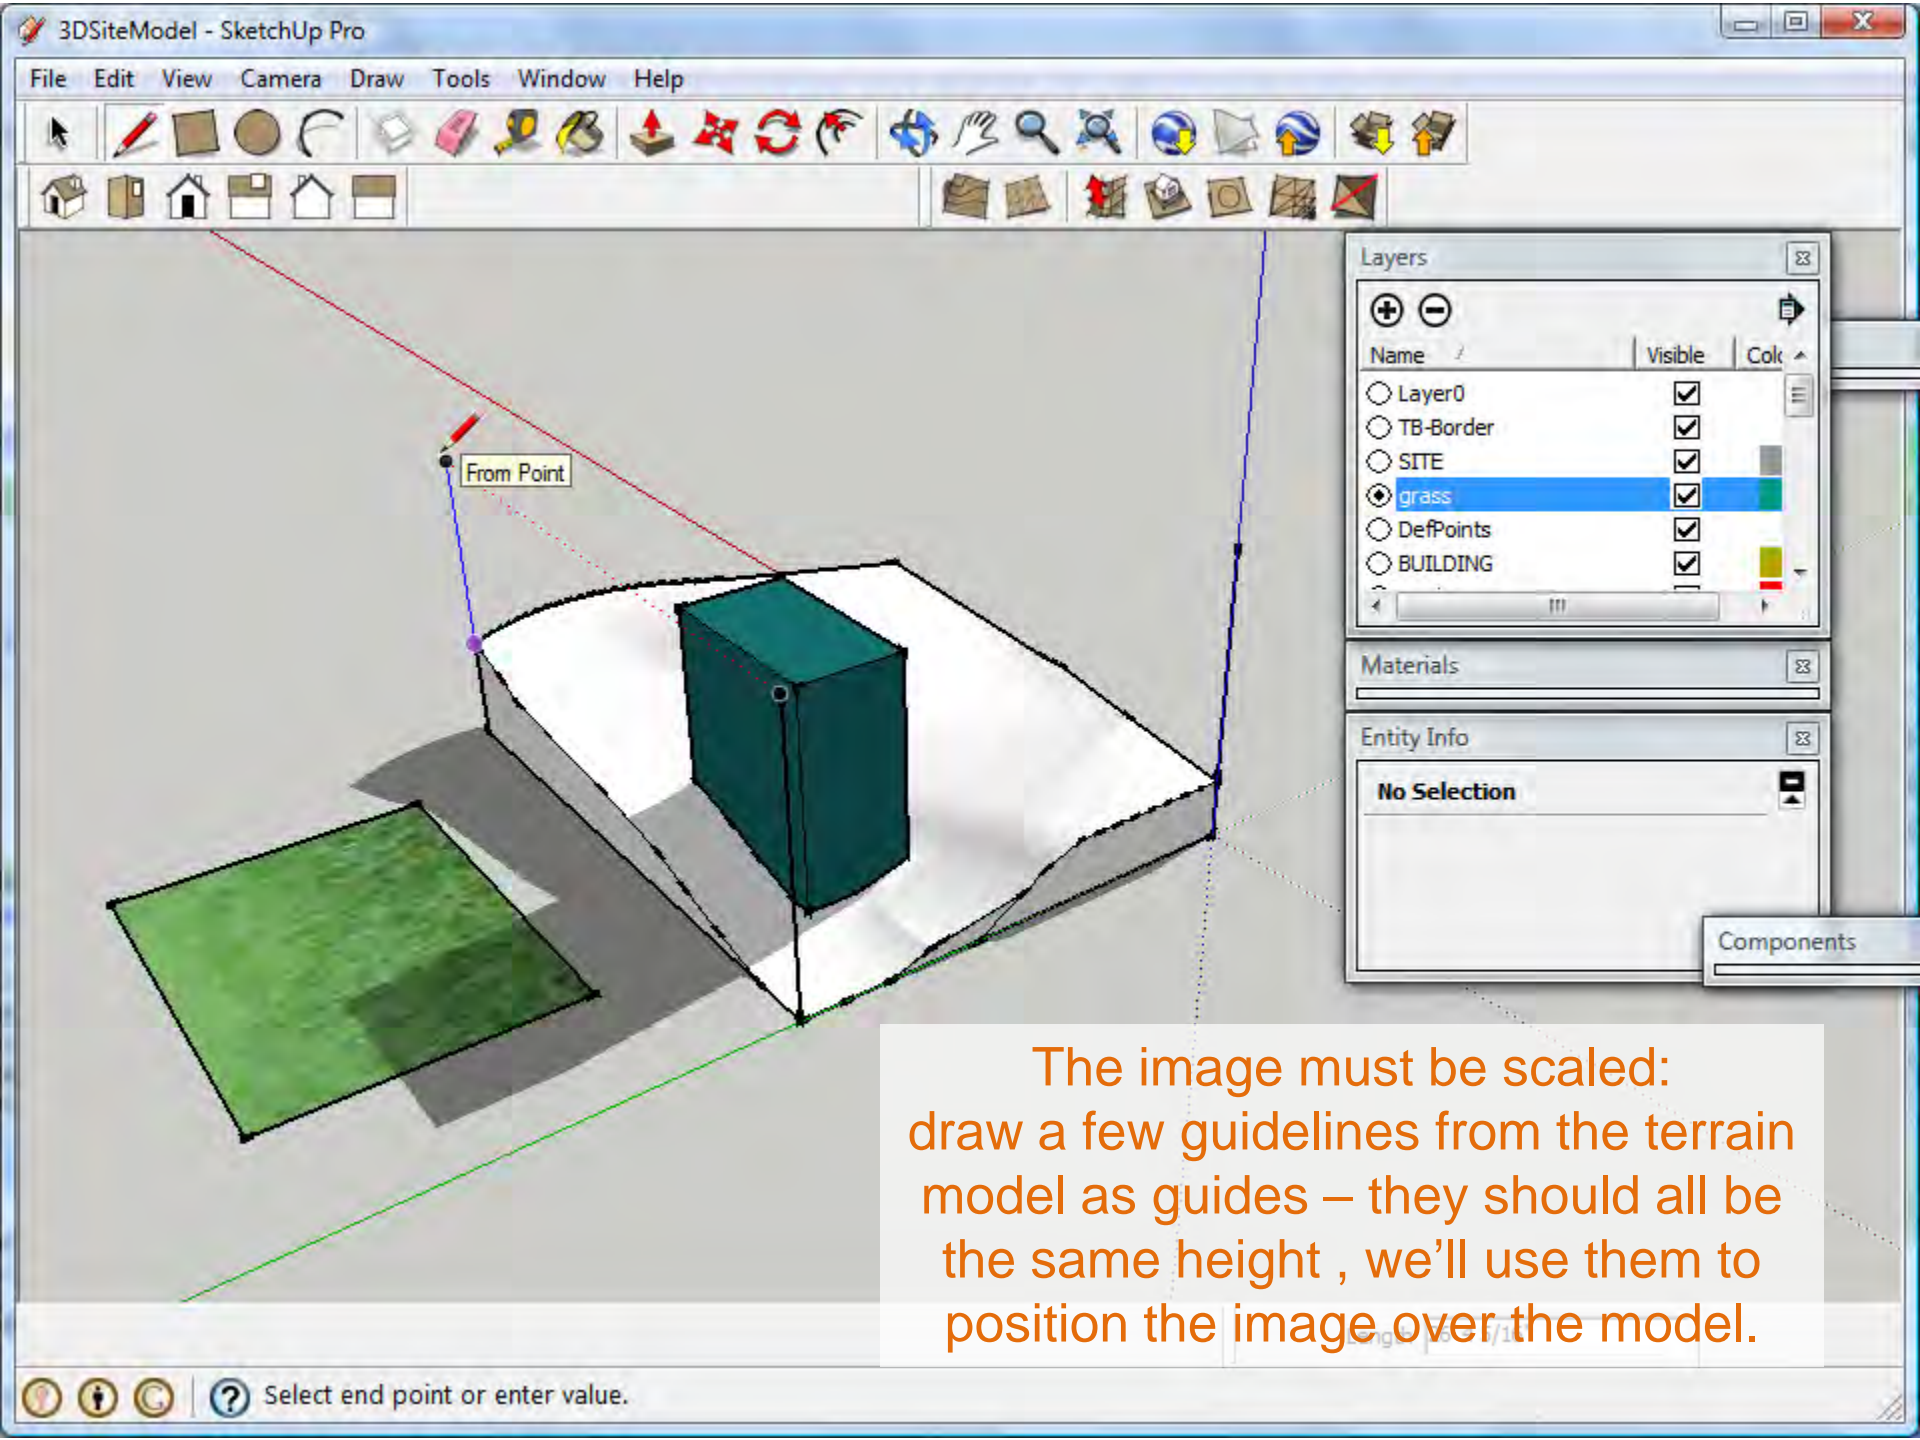 3DSiteModel - SketchUp Pro
File Edit View Camera Draw Tools Window Help
Layers
Name Visible
Layer0
TB-Border
SITE
grass
DefPoints
BUILDING
From Point
Materials
Entity Info
No Selection
Components
The image must be scaled:
draw a few guidelines from the terrain
model as guides – they should all be
the same height , we’ll use them to
position the image over the model.
Select end point or enter value.